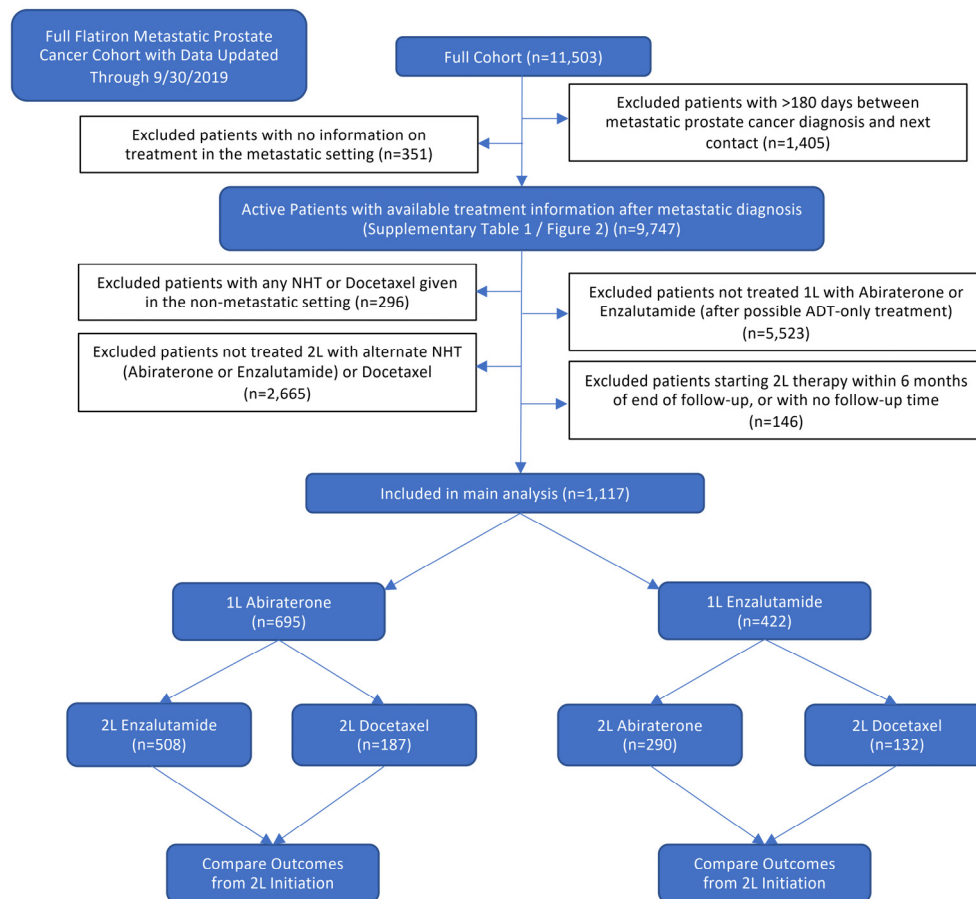 Full Flatiron Metastatic Prostate
Cancer Cohort with Data Updated
Through 9/30/2019
Full Cohort (n=11,503)
Excluded patients with >180 days between
metastatic prostate cancer diagnosis and next
contact (n=1,405)
Excluded patients with no information on
treatment in the metastatic setting (n=351)
Active Patients with available treatment information after metastatic diagnosis
(Supplementary Table 1 / Figure 2) (n=9,747)
Excluded patients with any NHT or Docetaxel given
in the non-metastatic setting (n=296)
Excluded patients not treated 1L with Abiraterone or
Enzalutamide (after possible ADT-only treatment)
(n=5,523)
Excluded patients not treated 2L with alternate NHT
(Abiraterone or Enzalutamide) or Docetaxel
(n=2,665)
Excluded patients starting 2L therapy within 6 months
of end of follow-up, or with no follow-up time
(n=146)
Included in main analysis (n=1,117)
1L Abiraterone
(n=695)
1L Enzalutamide
(n=422)
2L Enzalutamide
(n=508)
2L Docetaxel
(n=187)
2L Abiraterone
(n=290)
2L Docetaxel
(n=132)
Compare Outcomes
from 2L Initiation
Compare Outcomes
from 2L Initiation